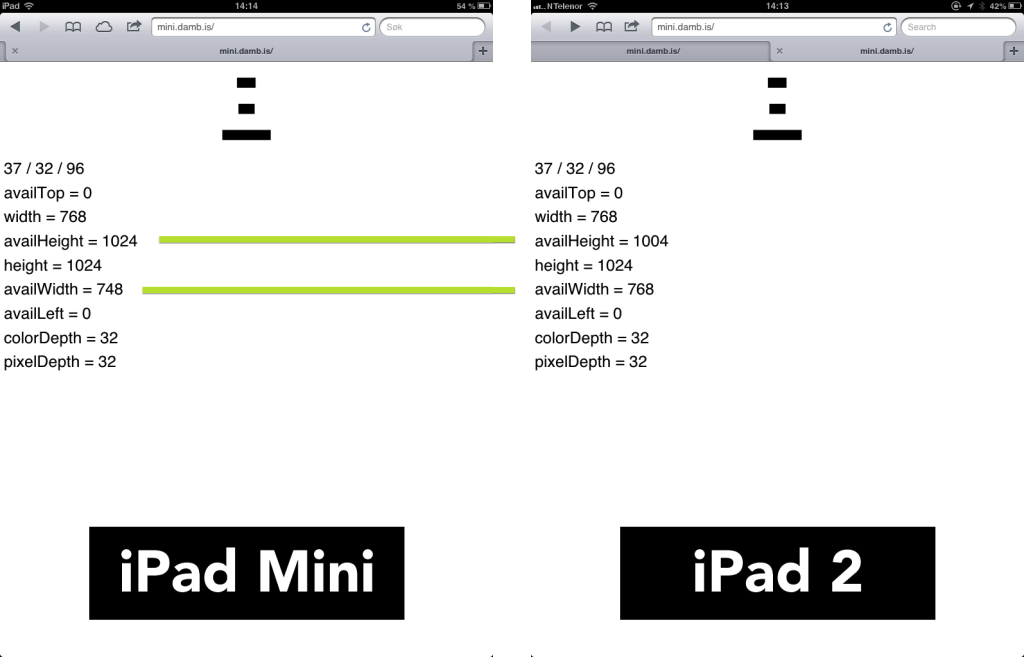 iPad 14:14 54 %
mini.damb.is/ Søk
mini.damb.is/
37 / 32 / 96
availTop = 0
width = 768
availHeight = 1024
height = 1024
availWidth = 748
availLeft = 0
colorDepth = 32
pixelDepth = 32
iPad Mini
NTelenor 14:13 42%
mini.damb.is/ Search
mini.damb.is/ mini.damb.is/
37 / 32 / 96
availTop = 0
width = 768
availHeight = 1004
height = 1024
availWidth = 768
availLeft = 0
colorDepth = 32
pixelDepth = 32
iPad 2